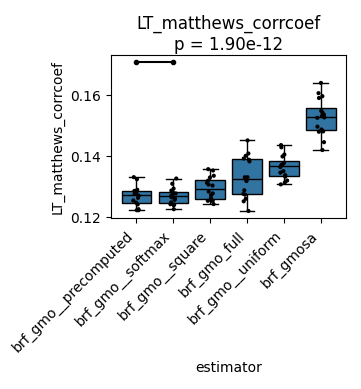 LT_matthews_corrcoef
p = 1.90e-12
LT_matthews_corrcoef
0.16
0.14
0.12
brf_gmo__precomputed
brf_gmo__softmax
brf_gmo__square
brf_gmo_full
brf_gmo__uniform
brf_gmosa
estimator